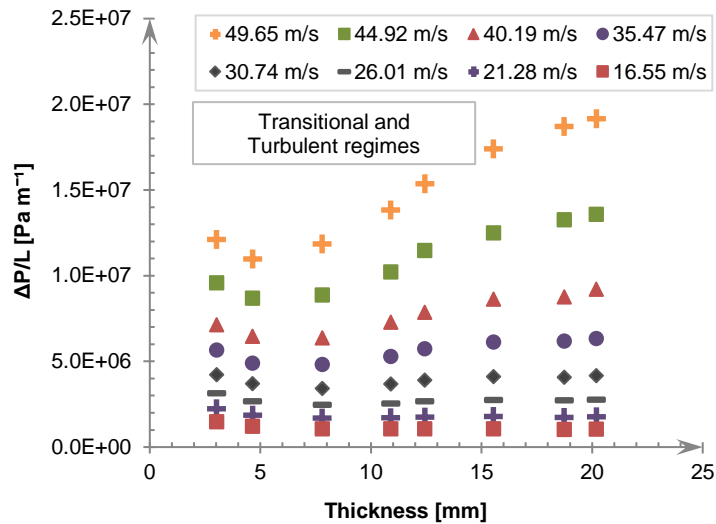 2.5E+07
2.0E+07
1.5E+07
1.0E+07
5.0E+06
0.0E+00
ΔP/L [Pa m⁻¹]
49.65 m/s 44.92 m/s 40.19 m/s 35.47 m/s
30.74 m/s 26.01 m/s 21.28 m/s 16.55 m/s
Transitional and
Turbulent regimes
0 5 10 15 20 25
Thickness [mm]